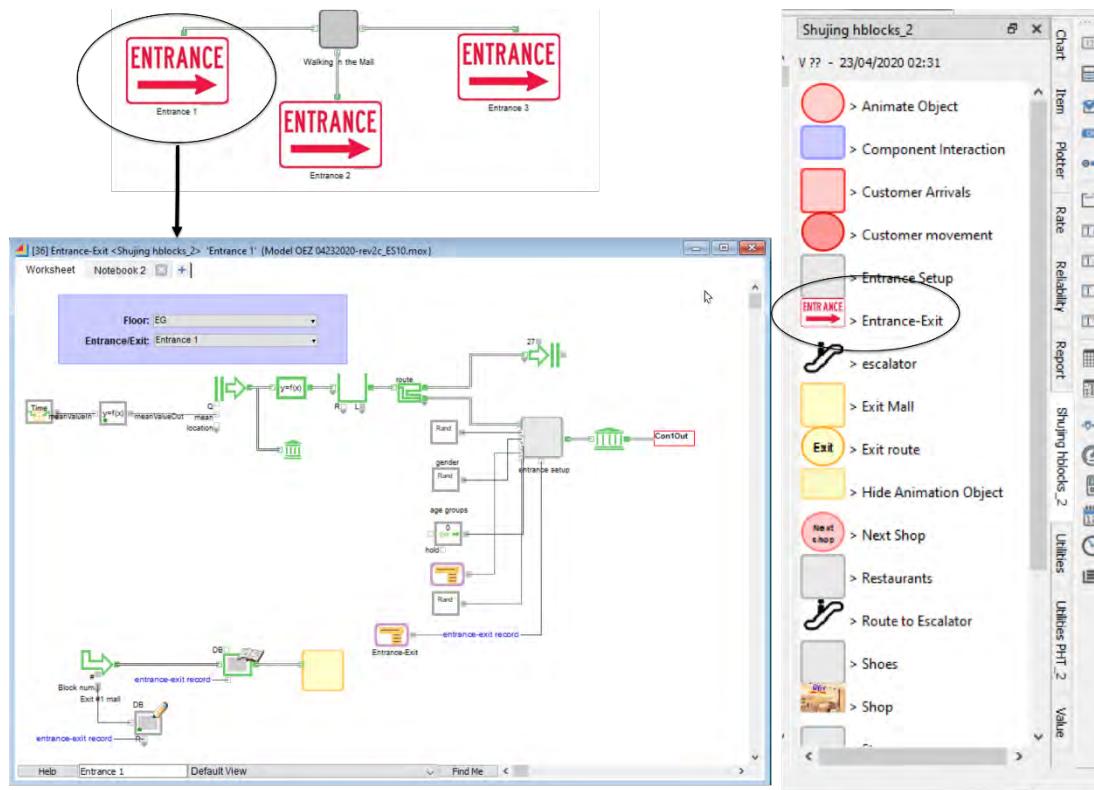 ENTRANCE
Entrance 1
Walking in the Mall
ENTRANCE
Entrance 2
ENTRANCE
Entrance 3
[36] Entrance-Exit <Shujing hblocks_2> 'Entrance 1' (Model OEZ 04232020-rev2c_ES10.mox)
Worksheet
Notebook 2
+
Floor: EG
Entrance/Exit: Entrance 1
Time
meanValueIn
y=f(x)
meanValueOut
Q
mean
location
y=f(x)
R
L
route
27
Rand
gender
Rand
age groups
0
hold
Rand
entrance setup
Con1Out
Entrance-Exit
entrance-exit record
#
Block num
Exit #1 mall
DB
entrance-exit record
DB
entrance-exit record
R
Help
Entrance 1
Default View
Find Me
Shujing hblocks_2
V ?? - 23/04/2020 02:31
> Animate Object
> Component Interaction
> Customer Arrivals
> Customer movement
> Entrance Setup
ENTRANCE
> Entrance-Exit
> escalator
> Exit Mall
Exit
> Exit route
> Hide Animation Object
Next shop
> Next Shop
> Restaurants
> Route to Escalator
> Shoes
> Shop
Chart
Item
Plotter
Rate
Reliability
Report
Shujing hblocks_2
Utilities
Utilities PHT_2
Value